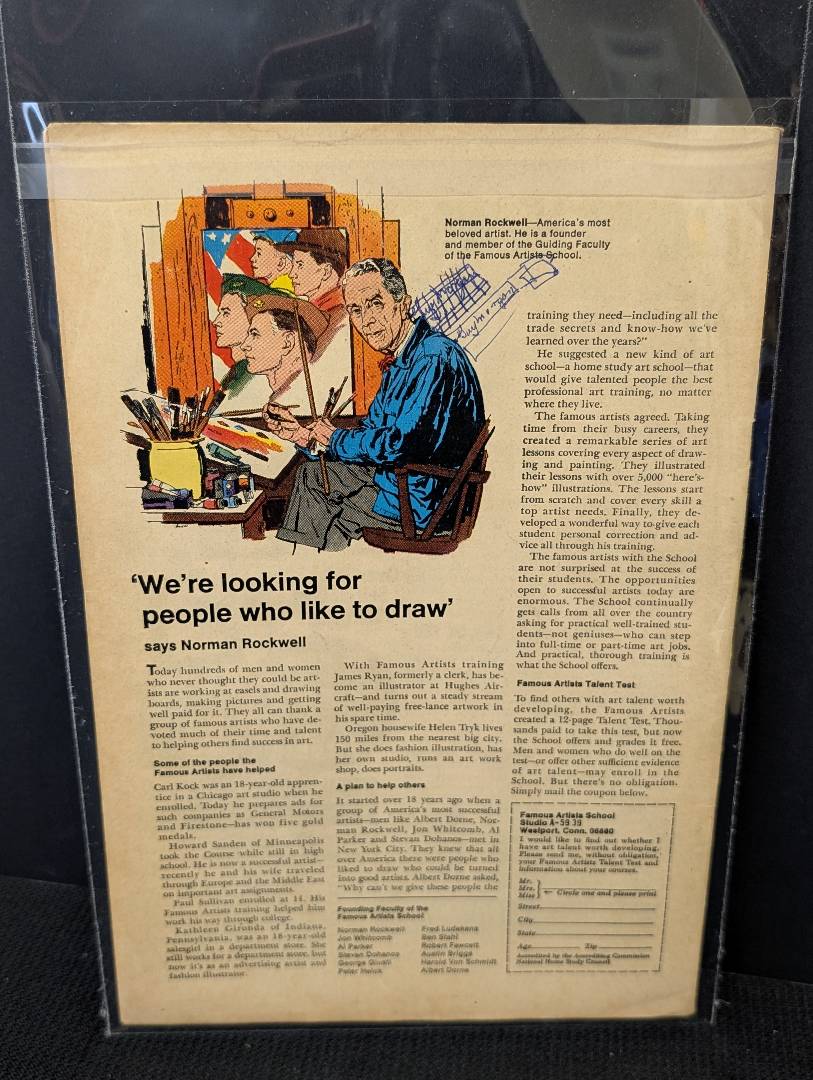 Norman Rockwell—America's most
beloved artist. He is a founder
and member of the Guiding Faculty
of the Famous Artists School.
'We're looking for
people who like to draw'
says Norman Rockwell
Today hundreds of men and women
who never thought they could be art-
ists are working at easels and drawing
boards, making pictures and getting
well paid for it. They all can thank a
group of famous artists who have de-
voted much of their time and talent
to helping others find success in art.
Some of the people the
Famous Artists have helped
Carl Kock was an 18-year-old appren-
tice in a Chicago art studio when he
enrolled. Today he prepares ads for
such companies as General Motors
and Firestone—has won five gold
medals.
Howard Sanden of Minneapolis
took the Course while still in high
school. He is now a successful artist—
recently he and his wife traveled
through Europe and the Middle East
on important art assignments.
Paul Sullivan enrolled at 14. His
Famous Artists training helped him
work his way through college.
Kathleen Gironda of Indiana,
Pennsylvania, was an 18-year-old
salesgirl in a department store. She
still works for a department store, but
now it's as an advertising artist and
fashion illustrator.
With Famous Artists training
James Ryan, formerly a clerk, has be-
come an illustrator at Hughes Air-
craft—and turns out a steady stream
of well-paying free-lance artwork in
his spare time.
Oregon housewife Helen Tryk lives
150 miles from the nearest big city.
But she does fashion illustration, has
her own studio, runs an art work
shop, does portraits.
A plan to help others
It started over 18 years ago when a
group of America's most successful
artists—men like Albert Dorne, Nor-
man Rockwell, Jon Whitcomb, Al
Parker and Stevan Dohanos—met in
New York City. They knew that all
over America there were people who
liked to draw who could be turned
into good artists. Albert Dorne asked,
"Why can't we give these people the
Founding Faculty of the
Famous Artists School
Norman Rockwell
Jon Whitcomb
Al Parker
Stevan Dohanos
George Giusti
Peter Helck
Fred Ludekens
Ben Stahl
Robert Fawcett
Austin Briggs
Harold Von Schmidt
Albert Dorne
training they need—including all the
trade secrets and know-how we've
learned over the years?"
He suggested a new kind of art
school—a home study art school—that
would give talented people the best
professional art training, no matter
where they live.
The famous artists agreed. Taking
time from their busy careers, they
created a remarkable series of art
lessons covering every aspect of draw-
ing and painting. They illustrated
their lessons with over 5,000 "here's-
how" illustrations. The lessons start
from scratch and cover every skill a
top artist needs. Finally, they de-
veloped a wonderful way to give each
student personal correction and ad-
vice all through his training.
The famous artists with the School
are not surprised at the success of
their students. The opportunities
open to successful artists today are
enormous. The School continually
gets calls from all over the country
asking for practical well-trained stu-
dents—not geniuses—who can step
into full-time or part-time art jobs.
And practical, thorough training is
what the School offers.
Famous Artists Talent Test
To find others with art talent worth
developing, the Famous Artists
created a 12-page Talent Test. Thou-
sands paid to take this test, but now
the School offers and grades it free.
Men and women who do well on the
test—or offer other sufficient evidence
of art talent—may enroll in the
School. But there's no obligation.
Simply mail the coupon below.
Famous Artists School
Studio A-5939
Westport, Conn. 06880
I would like to find out whether I
have art talent worth developing.
Please send me, without obligation,
your Famous Artists Talent Test and
information about your courses.
Mr.
Mrs.
Miss
Circle one and please print
Street
City
State
Age Zip
Accredited by the Accrediting Commission
National Home Study Council